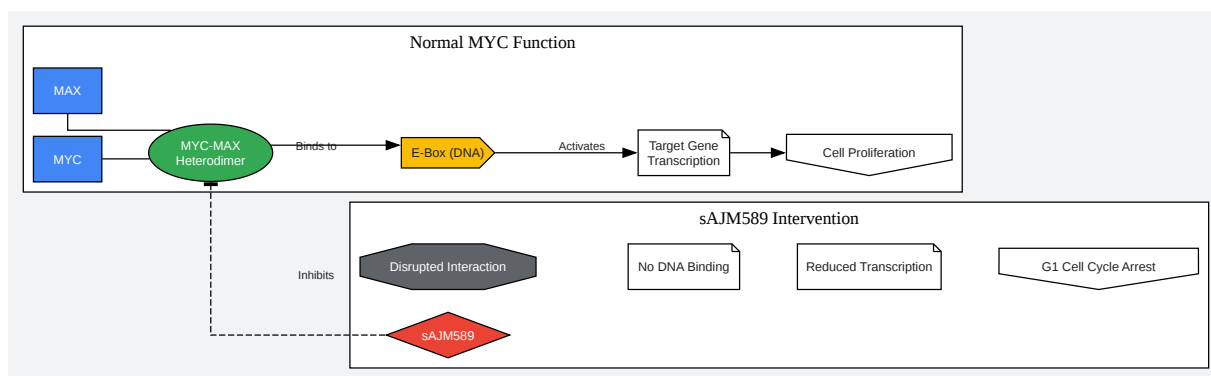 Normal MYC Function
MAX
MYC
MYC-MAX
Heterodimer
Binds to
E-Box (DNA)
Activates
Target Gene
Transcription
Cell Proliferation
sAJM589 Intervention
Disrupted Interaction
No DNA Binding
Reduced Transcription
G1 Cell Cycle Arrest
Inhibits
sAJM589